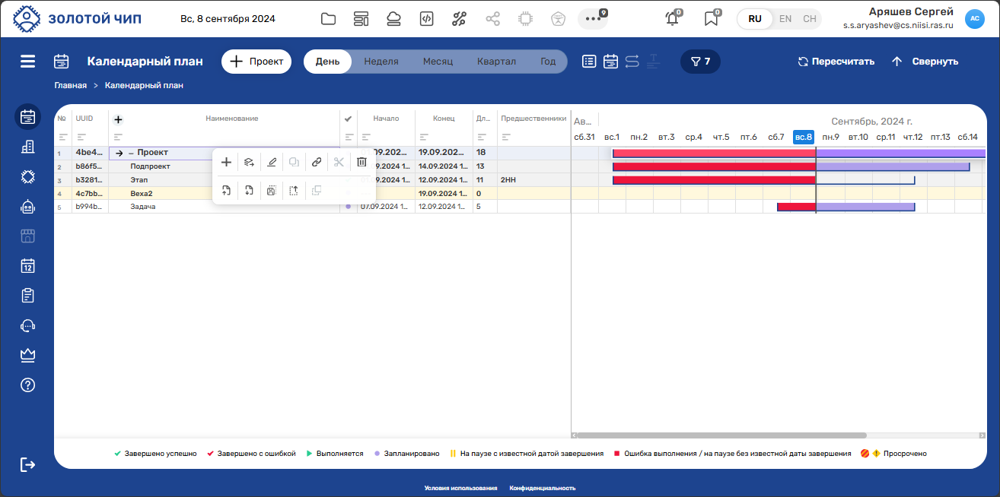 ЗОЛОТОЙ ЧИП
Вс, 8 сентября 2024
9
0
0
RU EN CH
Аряшев Сергей
s.s.aryashev@cs.niisi.ras.ru
АС
Календарный план
Проект
День Неделя Месяц Квартал Год
7
Пересчитать
Свернуть
Главная > Календарный план
№ UUID Наименование Начало Конец Дл... Предшественники
Ав... Сентябрь, 2024 г.
сб.31 вс.1 пн.2 вт.3 ср.4 чт.5 пт.6 сб.7 вс.8 пн.9 вт.10 ср.11 чт.12 пт.13 сб.14
1 4be4... – Проект 09.202... 19.09.202... 18
2 b86f5... Подпроект 9.2024 1... 14.09.2024 1... 13
3 b3281... Этап 9.2024 1... 12.09.2024 1... 11 2НН
4 4c7bb... Веха2 19.09.2024 1... 0
5 b994b... Задача 07.09.2024 1... 12.09.2024 1... 5
12
Завершено успешно Завершено с ошибкой Выполняется Запланировано На паузе с известной датой завершения Ошибка выполнения / на паузе без известной даты завершения Просрочено
Условия использования Конфиденциальность